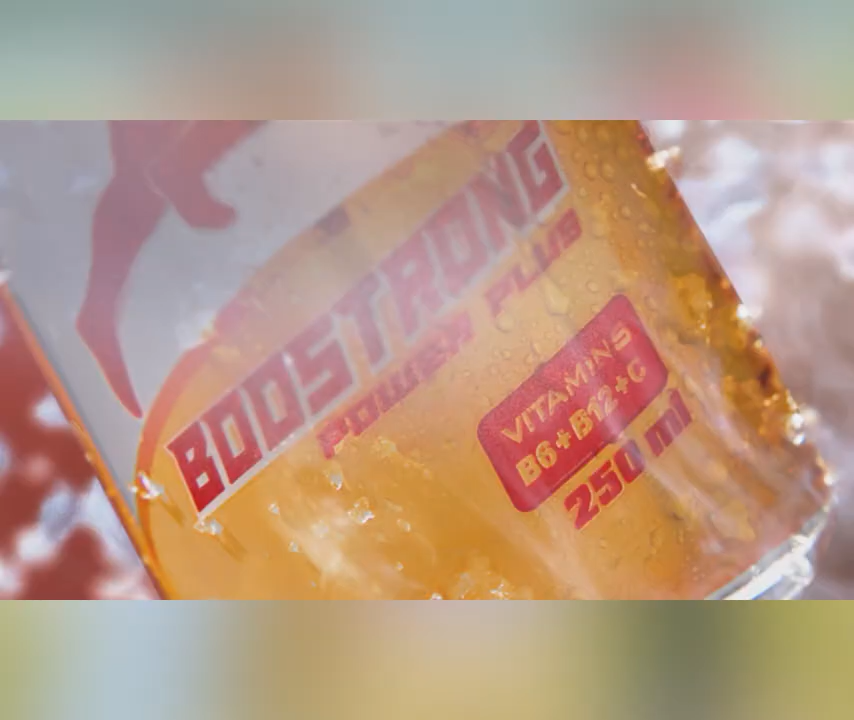 BOOSTRONG
POWER PLUS
VITAMINS
B6+B12+C
250 ml